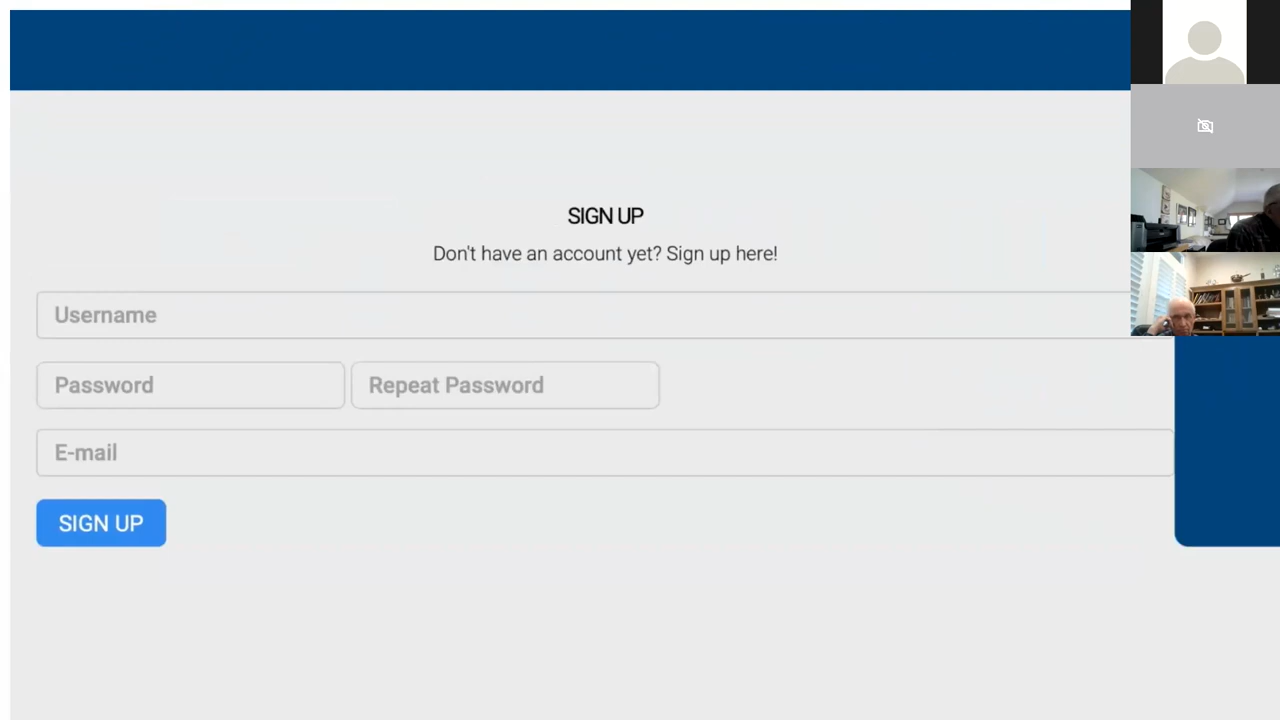 SIGN UP
Don't have an account yet? Sign up here!
Username
Password Repeat Password
E-mail
SIGN UP